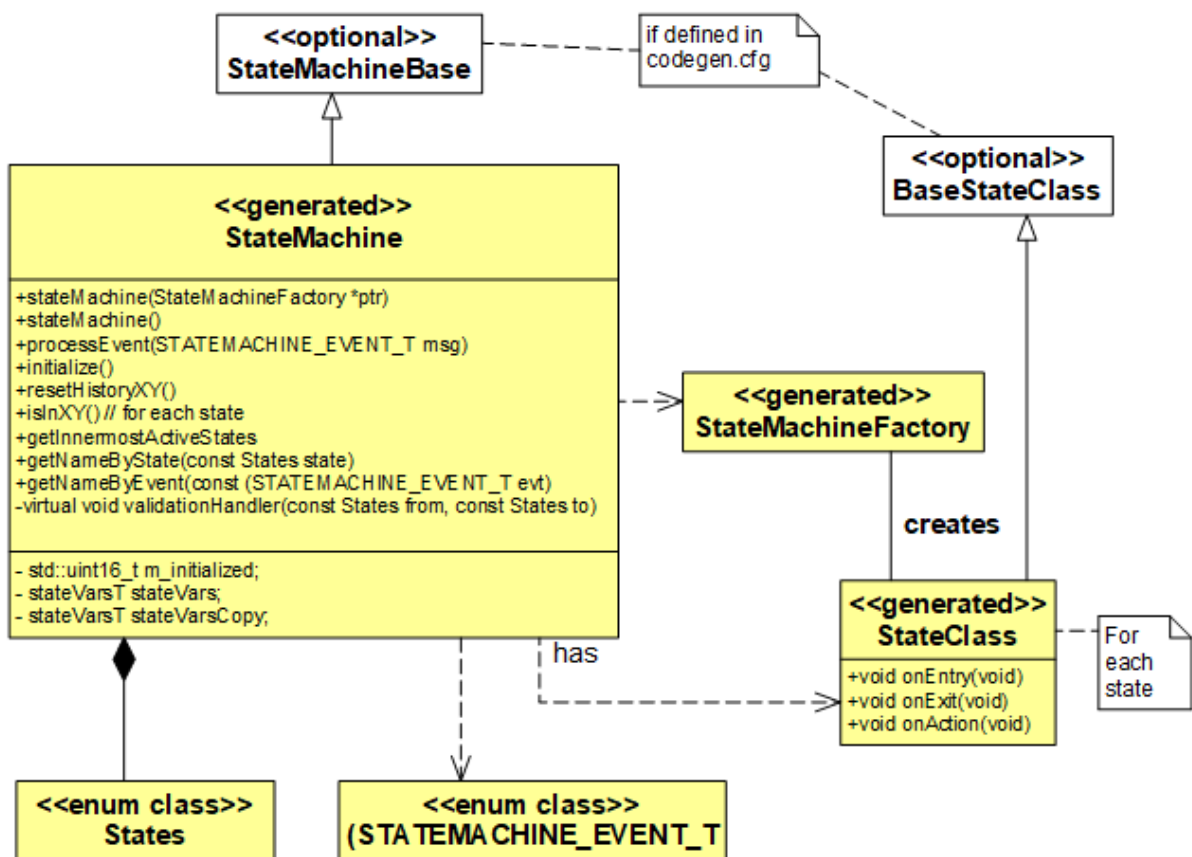 <<optional>>
StateMachineBase
if defined in
codegen.cfg
<<optional>>
BaseStateClass
<<generated>>
StateMachine
+stateMachine(StateMachineFactory *ptr)
+stateMachine()
+processEvent(STATEMACHINE_EVENT_T msg)
+initialize()
+resetHistoryXY()
+isInXY() // for each state
+getInnermostActiveStates
+getNameByState(const States state)
+getNameByEvent(const (STATEMACHINE_EVENT_T evt)
-virtual void validationHandler(const States from, const States to)
- std::uint16_t m_initialized;
- stateVarsT stateVars;
- stateVarsT stateVarsCopy;
<<generated>>
StateMachineFactory
creates
has
<<generated>>
StateClass
+void onEntry(void)
+void onExit(void)
+void onAction(void)
For
each
state
<<enum class>>
States
<<enum class>>
(STATEMACHINE_EVENT_T